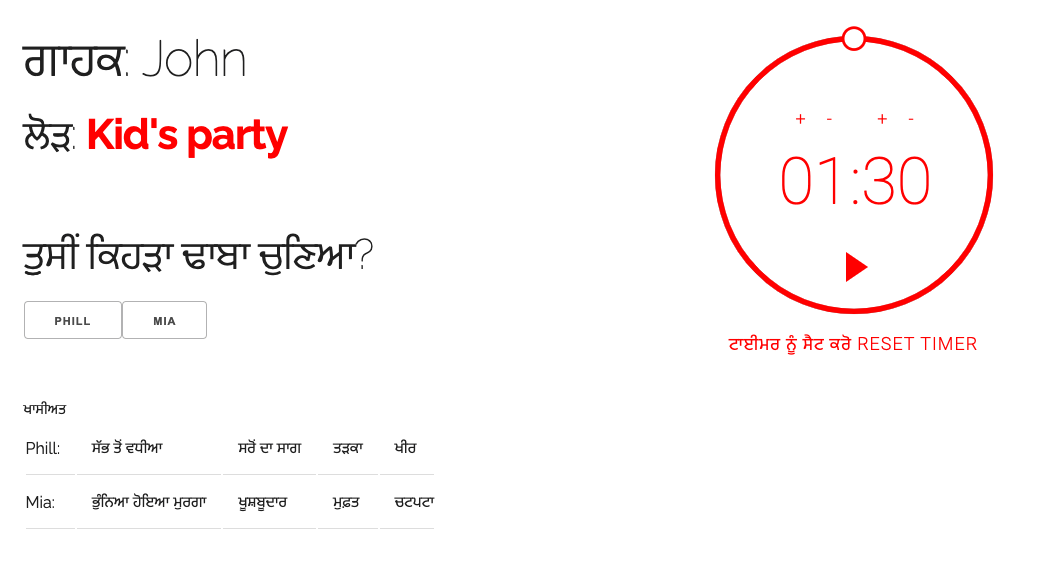 ਗਾਹਕ: John
ਲੋੜ: Kid's party
ਤੁਸੀਂ ਕਿਹੜਾ ਢਾਬਾ ਚੁਣਿਆ?
PHILL MIA
ਖਾਸੀਅਤ
Phill: ਸੱਭ ਤੋਂ ਵਧੀਆ ਸਰੋਂ ਦਾ ਸਾਗ ਤੜਕਾ ਖੀਰ
Mia: ਭੁੰਨਿਆ ਹੋਇਆ ਮੁਰਗਾ ਖੂਸ਼ਬੂਦਾਰ ਮੁਫ਼ਤ ਚਟਪਟਾ
+ - + -
01:30
ਟਾਈਮਰ ਨੂੰ ਸੈਟ ਕਰੋ RESET TIMER